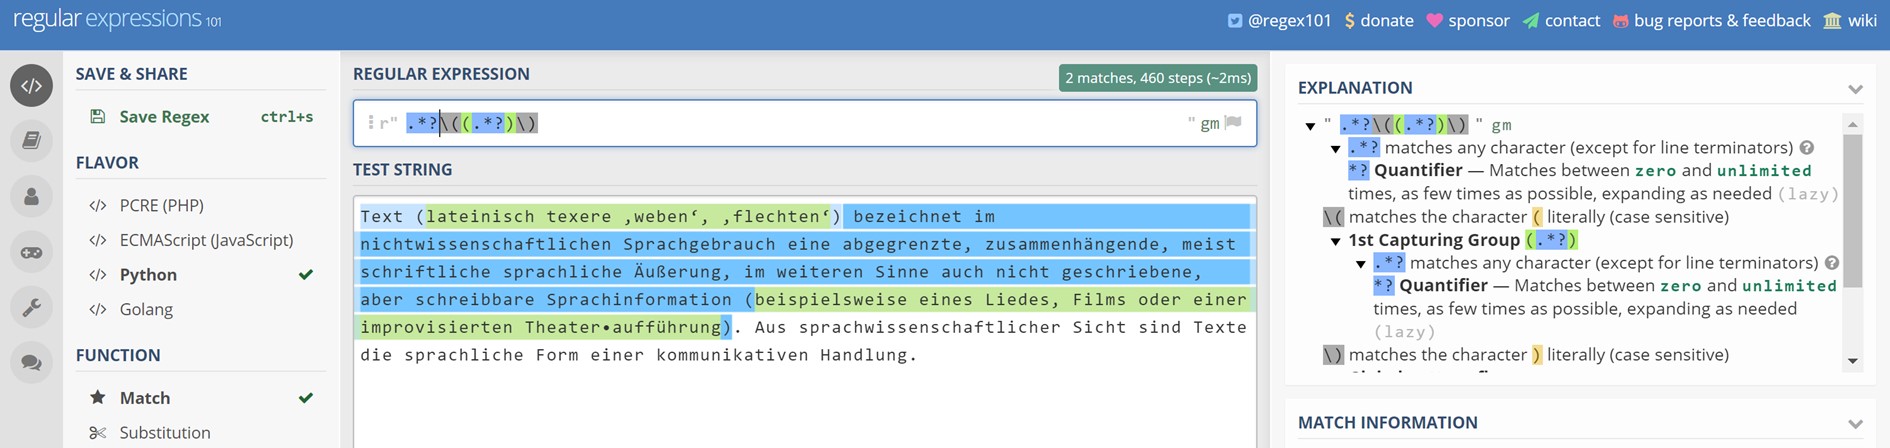 regular expressions 101
@regex101 $ donate sponsor contact bug reports & feedback wiki
SAVE & SHARE
Save Regex ctrl+s
FLAVOR
</> PCRE (PHP)
</> ECMAScript (JavaScript)
</> Python
</> Golang
FUNCTION
Match
Substitution
REGULAR EXPRESSION
2 matches, 460 steps (~2ms)
r" .*?\((.*?)\) " gm
TEST STRING
Text (lateinisch texere ‚weben‘, ‚flechten‘) bezeichnet im
nichtwissenschaftlichen Sprachgebrauch eine abgegrenzte, zusammenhängende, meist
schriftliche sprachliche Äußerung, im weiteren Sinne auch nicht geschriebene,
aber schreibbare Sprachinformation (beispielsweise eines Liedes, Films oder einer
improvisierten Theater•aufführung). Aus sprachwissenschaftlicher Sicht sind Texte
die sprachliche Form einer kommunikativen Handlung.
EXPLANATION
" .*?\((.*?)\) " gm
.*? matches any character (except for line terminators)
*? Quantifier — Matches between zero and unlimited
times, as few times as possible, expanding as needed (lazy)
\( matches the character ( literally (case sensitive)
1st Capturing Group (.*?)
.*? matches any character (except for line terminators)
*? Quantifier — Matches between zero and unlimited
times, as few times as possible, expanding as needed
(lazy)
\) matches the character ) literally (case sensitive)
MATCH INFORMATION